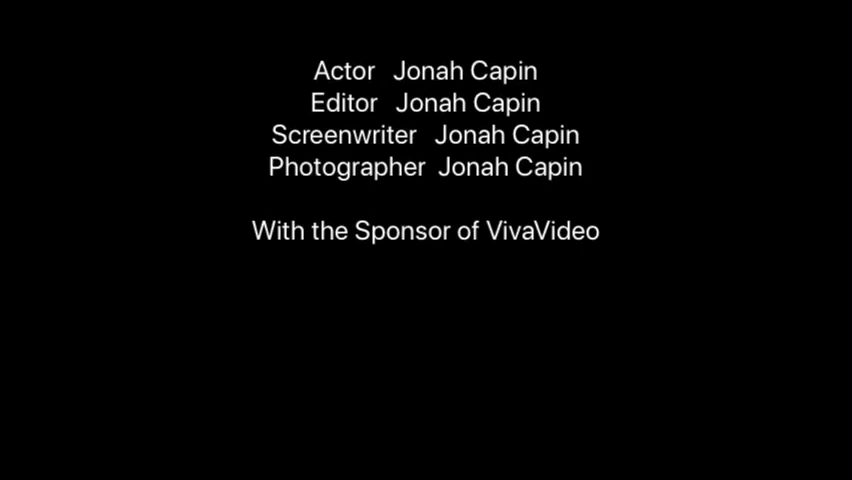 Actor Jonah Capin
Editor Jonah Capin
Screenwriter Jonah Capin
Photographer Jonah Capin
With the Sponsor of VivaVideo